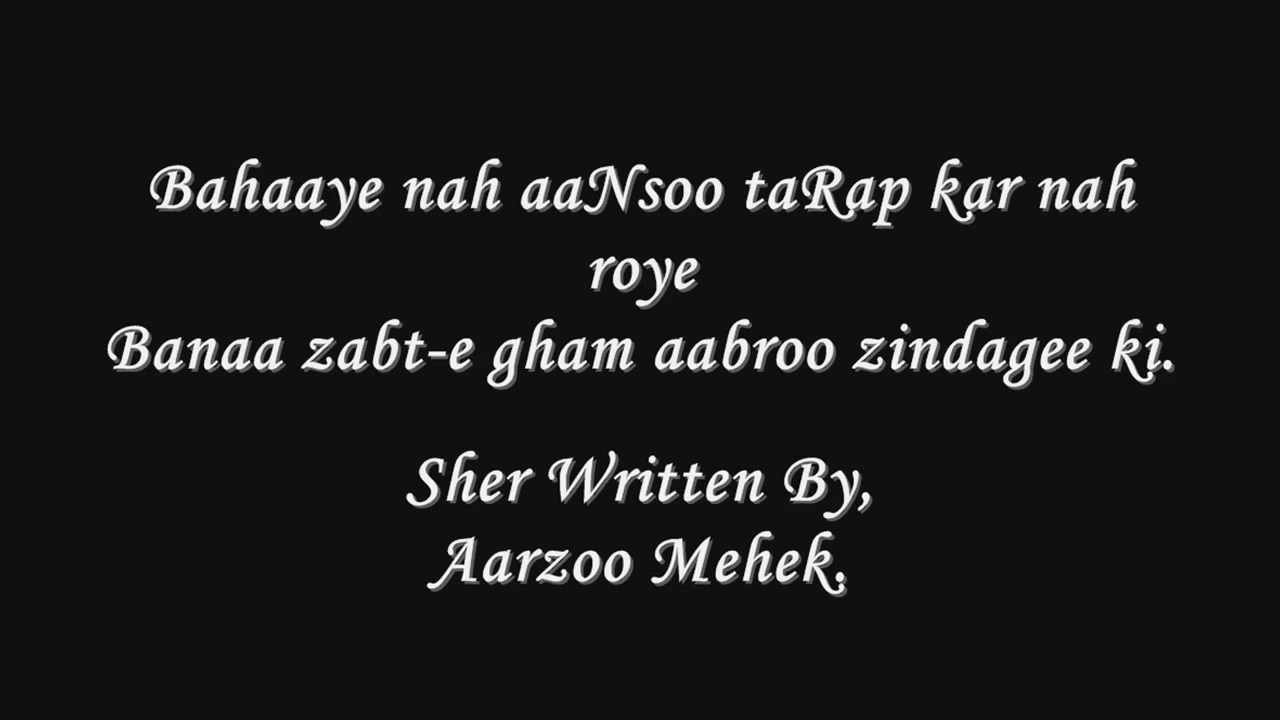 Bahaaye nah aaNsoo taRap kar nah
roye
Banaa zabt-e gham aabroo zindagee ki.
Sher Written By,
Aarzoo Mehek.